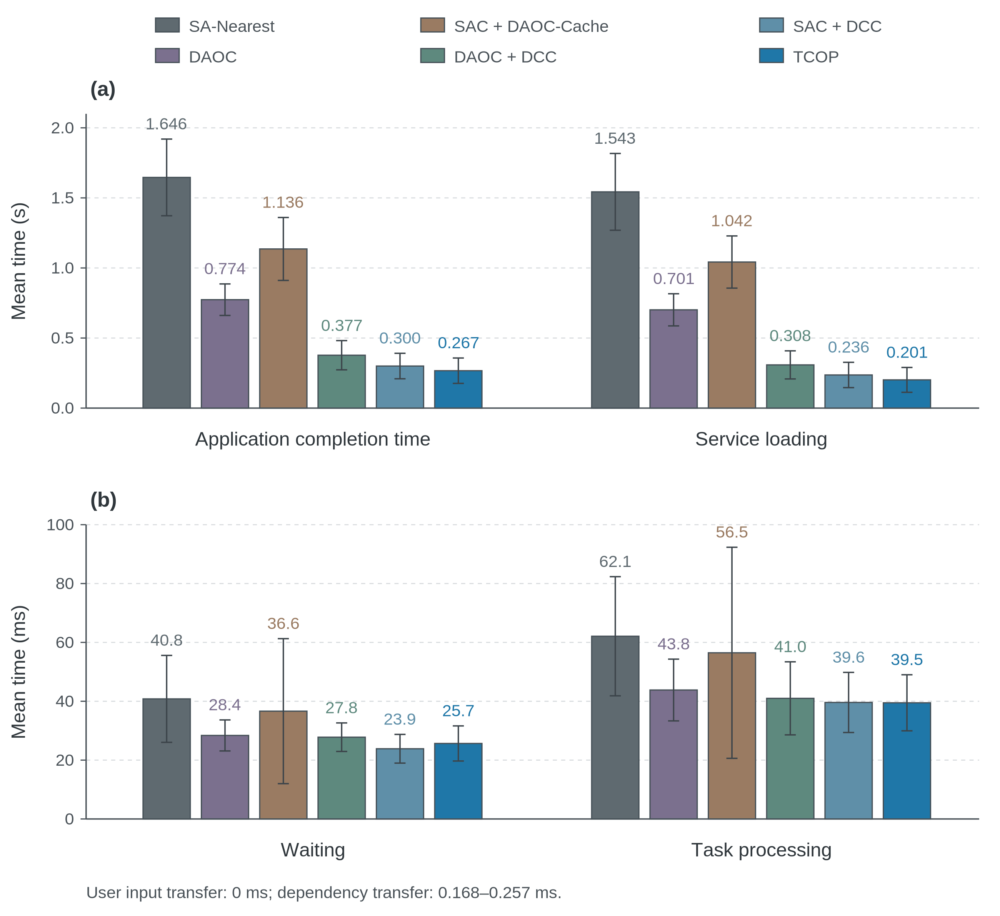 SA-Nearest
SAC + DAOC-Cache
SAC + DCC
DAOC
DAOC + DCC
TCOP
(a)
Mean time (s)
2.0
1.5
1.0
0.5
0.0
1.646
0.774
1.136
0.377
0.300
0.267
1.543
0.701
1.042
0.308
0.236
0.201
Application completion time
Service loading
(b)
Mean time (ms)
100
80
60
40
20
0
40.8
28.4
36.6
27.8
23.9
25.7
62.1
43.8
56.5
41.0
39.6
39.5
Waiting
Task processing
User input transfer: 0 ms; dependency transfer: 0.168–0.257 ms.